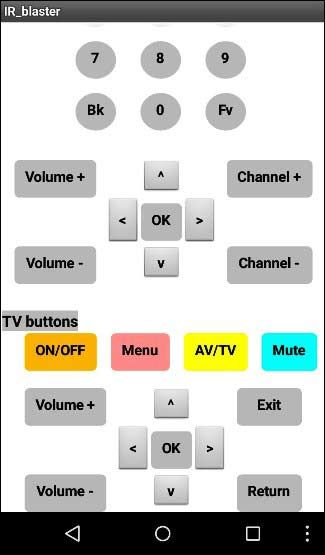 IR_blaster
7 8 9
Bk 0 Fv
Volume + ^ Channel +
< OK >
Volume - v Channel -
TV buttons
ON/OFF Menu AV/TV Mute
Volume + ^ Exit
< OK >
Volume - v Return